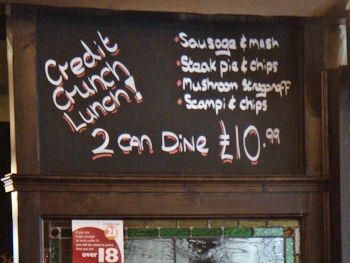 Credit
Crunch
Lunch!
Sausage & mash
Steak pie & chips
Mushroom Stroganoff
Scampi & chips
2 Can Dine £10.99
21
over 18